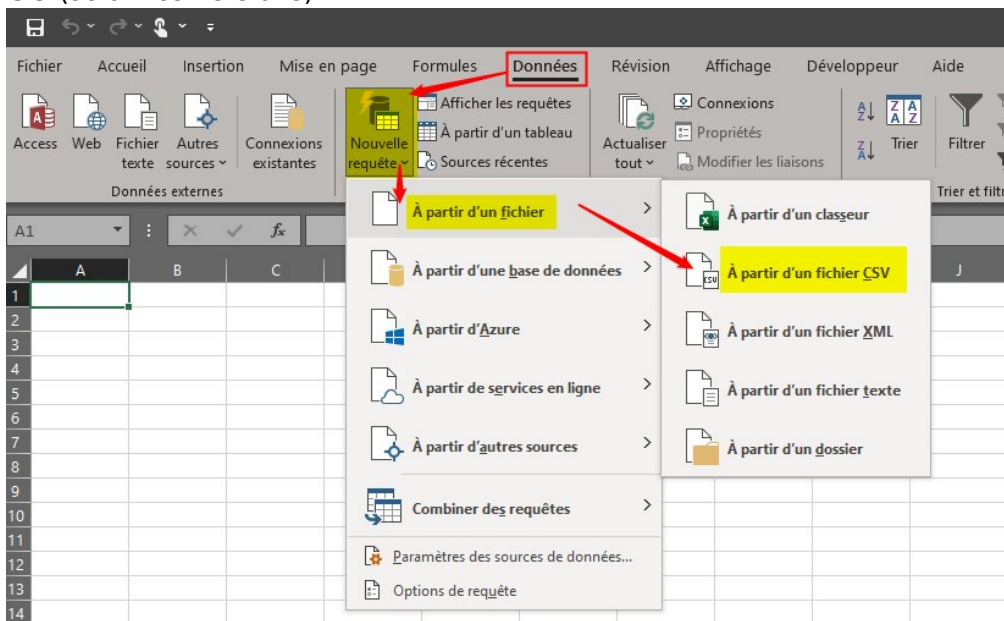 Fichier Accueil Insertion Mise en page Formules Données Révision Affichage Développeur Aide
Access Web Fichier texte Autres sources Connexions existantes
Données externes
Nouvelle requête
Afficher les requêtes
À partir d'un tableau
Sources récentes
Actualiser tout
Connexions
Propriétés
Modifier les liaisons
Trier
Filtrer
Trier et filtr
A1
fx
A B C J
1
2
3
4
5
6
7
8
9
10
11
12
13
14
À partir d'un fichier
À partir d'une base de données
À partir d'Azure
À partir de services en ligne
À partir d'autres sources
Combiner des requêtes
Paramètres des sources de données...
Options de requête
À partir d'un classeur
À partir d'un fichier CSV
À partir d'un fichier XML
À partir d'un fichier texte
À partir d'un dossier